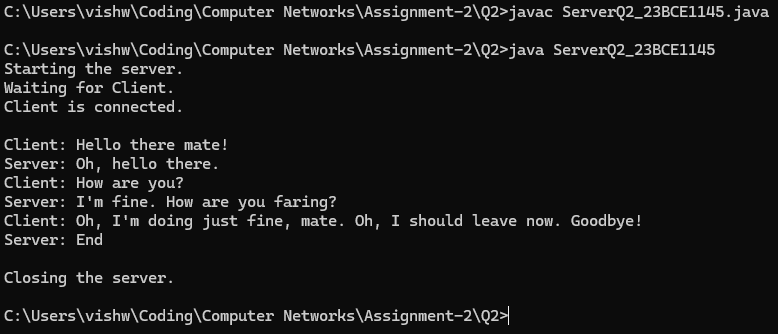 C:\Users\vishw\Coding\Computer Networks\Assignment-2\Q2>javac ServerQ2_23BCE1145.java
C:\Users\vishw\Coding\Computer Networks\Assignment-2\Q2>java ServerQ2_23BCE1145
Starting the server.
Waiting for Client.
Client is connected.
Client: Hello there mate!
Server: Oh, hello there.
Client: How are you?
Server: I'm fine. How are you faring?
Client: Oh, I'm doing just fine, mate. Oh, I should leave now. Goodbye!
Server: End
Closing the server.
C:\Users\vishw\Coding\Computer Networks\Assignment-2\Q2>